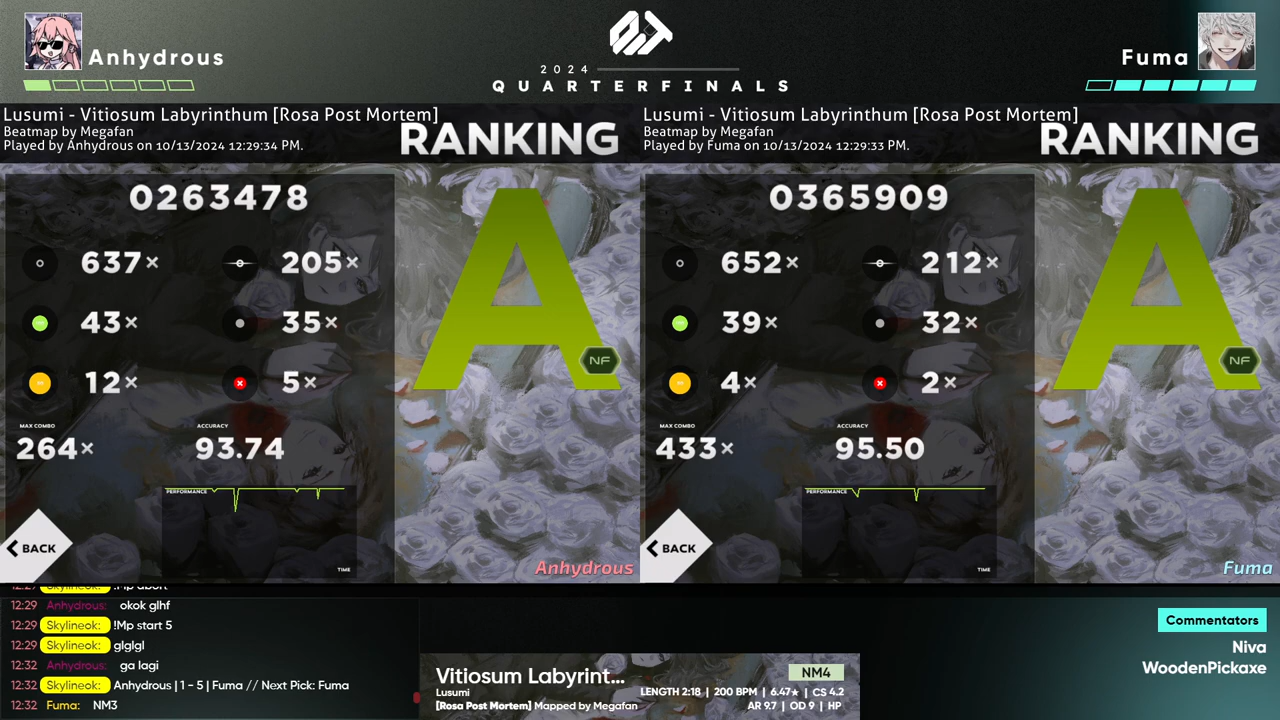 Anhydrous
2024
QUARTERFINALS
Fuma
Lusumi - Vitiosum Labyrinthum [Rosa Post Mortem]
Beatmap by Megafan
Played by Anhydrous on 10/13/2024 12:29:34 PM.
RANKING
0263478
637×
205×
43×
35×
12×
5×
MAX COMBO
264×
ACCURACY
93.74
PERFORMANCE
TIME
A
NF
BACK
Anhydrous
Lusumi - Vitiosum Labyrinthum [Rosa Post Mortem]
Beatmap by Megafan
Played by Fuma on 10/13/2024 12:29:33 PM.
RANKING
0365909
652×
212×
39×
32×
4×
2×
MAX COMBO
433×
ACCURACY
95.50
PERFORMANCE
TIME
A
NF
BACK
Fuma
12:29 Skylineok: !Mp abort
12:29 Anhydrous: okok glhf
12:29 Skylineok: !Mp start 5
12:29 Skylineok: glglgl
12:32 Anhydrous: ga lagi
12:32 Skylineok: Anhydrous | 1 - 5 | Fuma // Next Pick: Fuma
12:32 Fuma: NM3
Vitiosum Labyrint...
NM4
Lusumi
LENGTH 2:18 | 200 BPM | 6.47★ | CS 4.2
[Rosa Post Mortem] Mapped by Megafan
AR 9.7 | OD 9 | HP
Commentators
Niva
WoodenPickaxe